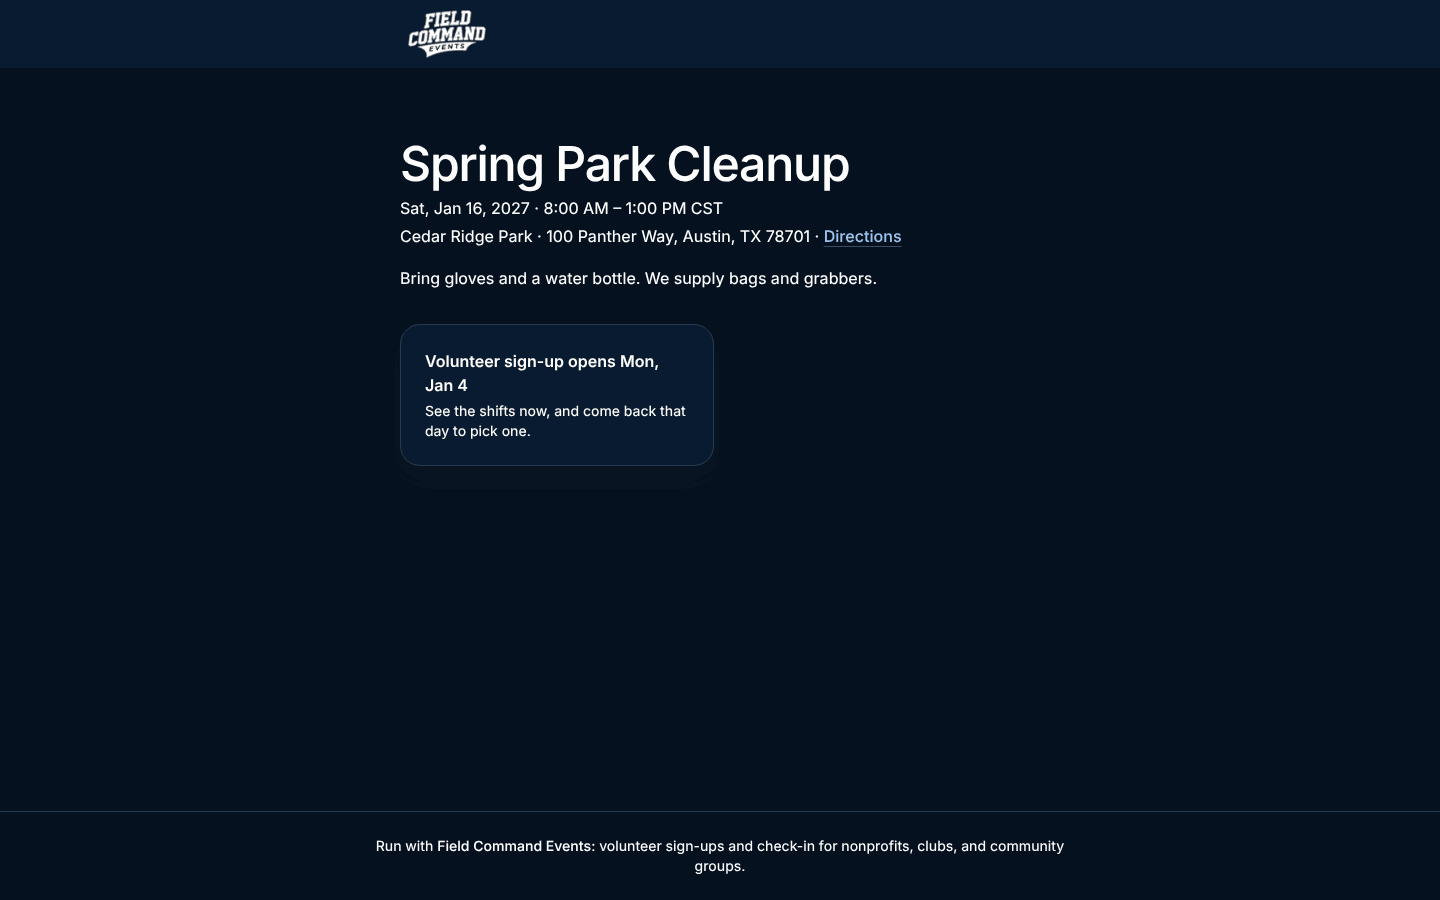 FIELD
COMMAND
EVENTS
Spring Park Cleanup
Sat, Jan 16, 2027 · 8:00 AM – 1:00 PM CST
Cedar Ridge Park · 100 Panther Way, Austin, TX 78701 · Directions
Bring gloves and a water bottle. We supply bags and grabbers.
Volunteer sign-up opens Mon,
Jan 4
See the shifts now, and come back that
day to pick one.
Run with Field Command Events: volunteer sign-ups and check-in for nonprofits, clubs, and community
groups.